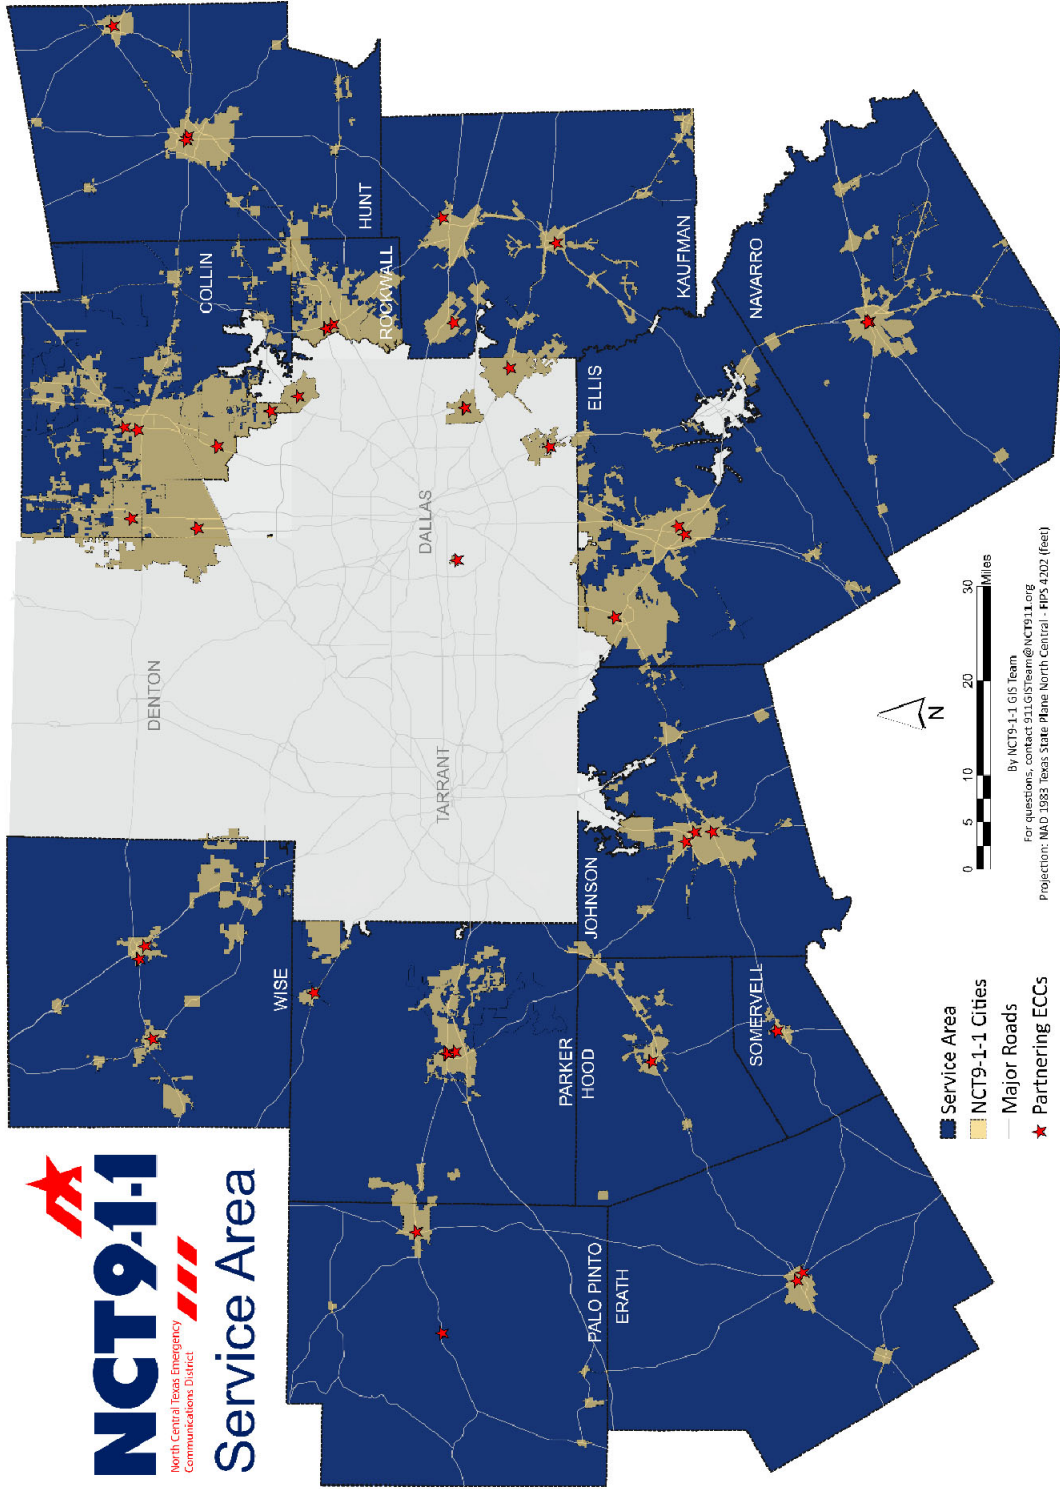 NCT9-1-1
North Central Texas Emergency
Communications District
Service Area
WISE
DENTON
COLLIN
HUNT
ROCKWALL
PALO PINTO
PARKER
TARRANT
DALLAS
KAUFMAN
ERATH
HOOD
JOHNSON
ELLIS
SOMERVELL
NAVARRO
Service Area
NCT9-1-1 Cities
Major Roads
Partnering ECCs
N
0 5 10 20 30
Miles
By NCT9-1-1 GIS Team
For questions, contact 911GISTeam@NCT911.org
Projection: NAD 1983 Texas State Plane North Central - FIPS 4202 (feet)